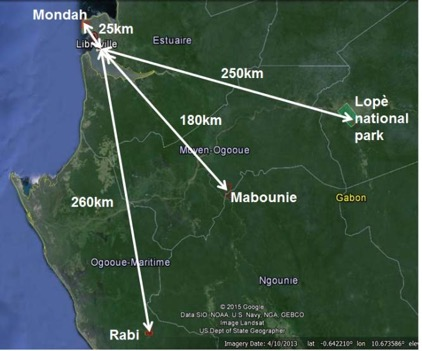 Mondah
25km
Libreville
Estuaire
250km
Lopè
national
park
180km
Moyen-Ogooue
Mabounie
Gabon
260km
Ogooue-Maritime
Ngounie
Rabi
© 2015 Google
Data SIO, NOAA, U.S. Navy, NGA, GEBCO
Image Landsat
US Dept of State Geographer
Imagery Date: 4/10/2013 lat -0.642210° lon 10.673586° elev